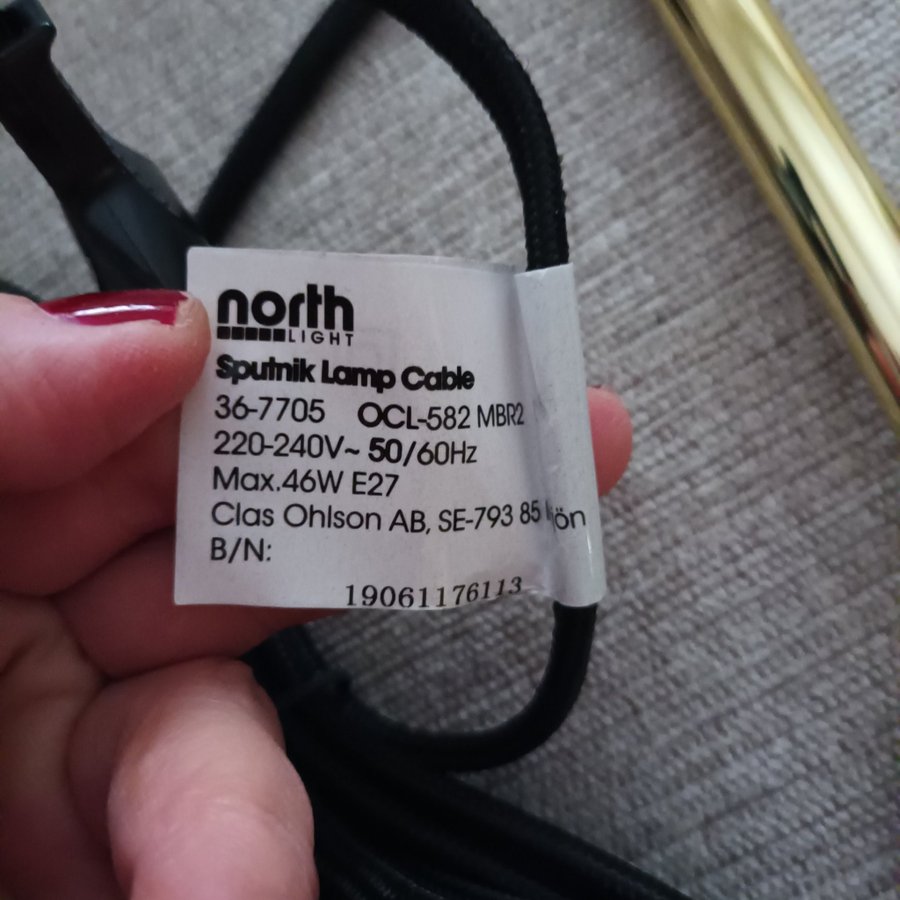 north
LIGHT
Sputnik Lamp Cable
36-7705 OCL-582 MBR2
220-240V~ 50/60Hz
Max.46W E27
Clas Ohlson AB, SE-793 85
B/N:
19061176113